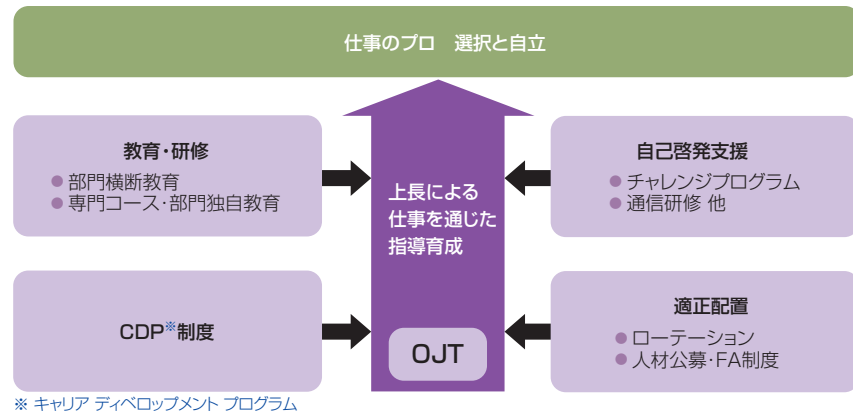 仕事のプロ　選択と自立
教育・研修
● 部門横断教育
● 専門コース・部門独自教育
上長による
仕事を通じた
指導育成
自己啓発支援
● チャレンジプログラム
● 通信研修 他
CDP※制度
OJT
適正配置
● ローテーション
● 人材公募・FA制度
※ キャリア ディベロップメント プログラム